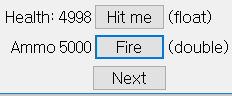 Health: 4998 Hit me (float)
Ammo 5000 Fire (double)
Next